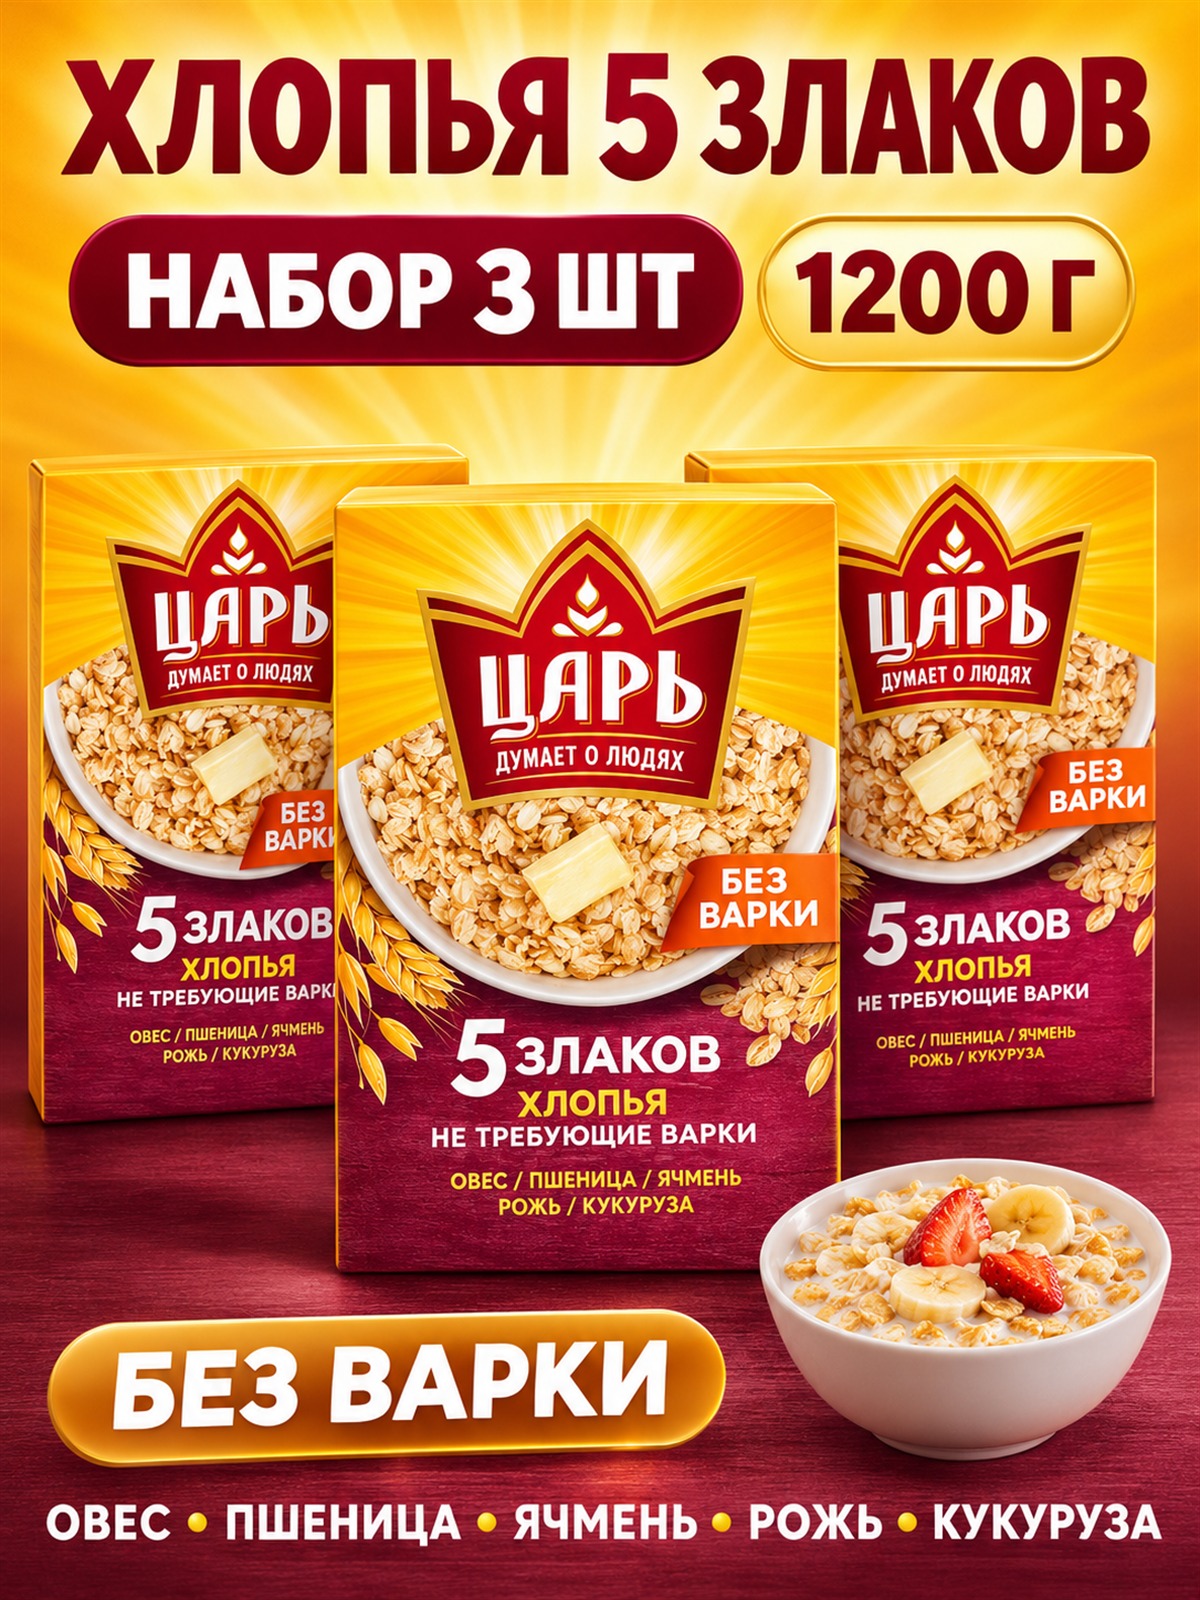 ХЛОПЬЯ 5 ЗЛАКОВ
НАБОР 3 ШТ
1200 Г
ЦАРЬ
ДУМАЕТ О ЛЮДЯХ
БЕЗ
ВАРКИ
5 ЗЛАКОВ
ХЛОПЬЯ
НЕ ТРЕБУЮЩИЕ ВАРКИ
ОВЕС / ПШЕНИЦА / ЯЧМЕНЬ
РОЖЬ / КУКУРУЗА
ЦАРЬ
ДУМАЕТ О ЛЮДЯХ
БЕЗ
ВАРКИ
5 ЗЛАКОВ
ХЛОПЬЯ
НЕ ТРЕБУЮЩИЕ ВАРКИ
ОВЕС / ПШЕНИЦА / ЯЧМЕНЬ
РОЖЬ / КУКУРУЗА
ЦАРЬ
ДУМАЕТ О ЛЮДЯХ
БЕЗ
ВАРКИ
5 ЗЛАКОВ
ХЛОПЬЯ
НЕ ТРЕБУЮЩИЕ ВАРКИ
ОВЕС / ПШЕНИЦА / ЯЧМЕНЬ
РОЖЬ / КУКУРУЗА
БЕЗ ВАРКИ
ОВЕС • ПШЕНИЦА • ЯЧМЕНЬ • РОЖЬ • КУКУРУЗА